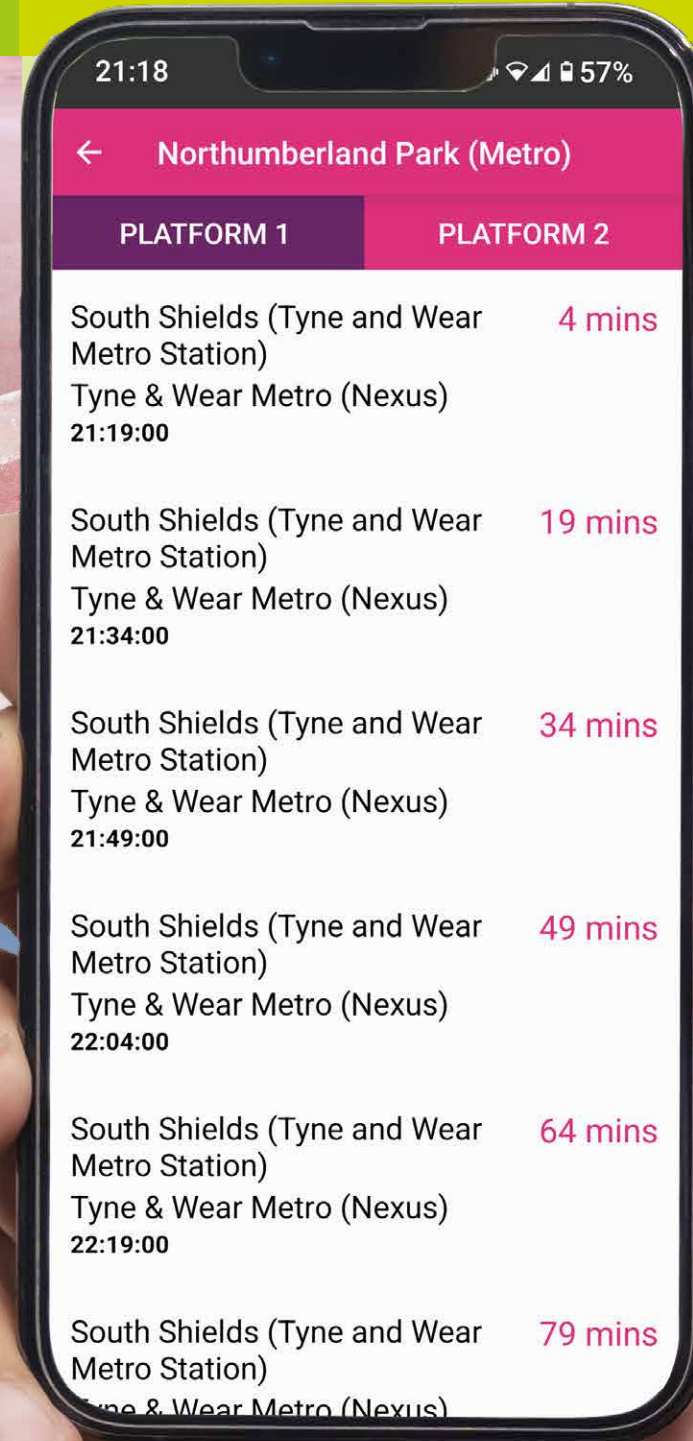 21:18
57%
← Northumberland Park (Metro)
PLATFORM 1
PLATFORM 2
South Shields (Tyne and Wear 4 mins
Metro Station)
Tyne & Wear Metro (Nexus)
21:19:00
South Shields (Tyne and Wear 19 mins
Metro Station)
Tyne & Wear Metro (Nexus)
21:34:00
South Shields (Tyne and Wear 34 mins
Metro Station)
Tyne & Wear Metro (Nexus)
21:49:00
South Shields (Tyne and Wear 49 mins
Metro Station)
Tyne & Wear Metro (Nexus)
22:04:00
South Shields (Tyne and Wear 64 mins
Metro Station)
Tyne & Wear Metro (Nexus)
22:19:00
South Shields (Tyne and Wear 79 mins
Metro Station)
Tyne & Wear Metro (Nexus)